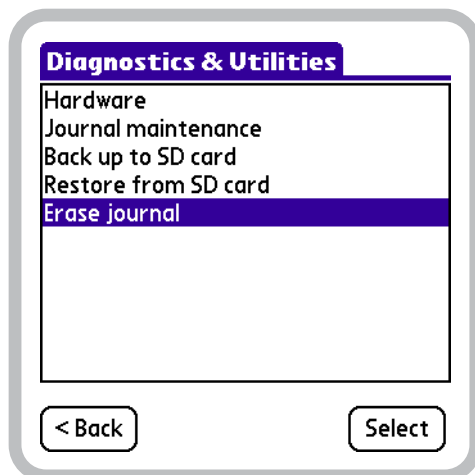 Diagnostics & Utilities
Hardware
Journal maintenance
Back up to SD card
Restore from SD card
Erase journal
< Back
Select